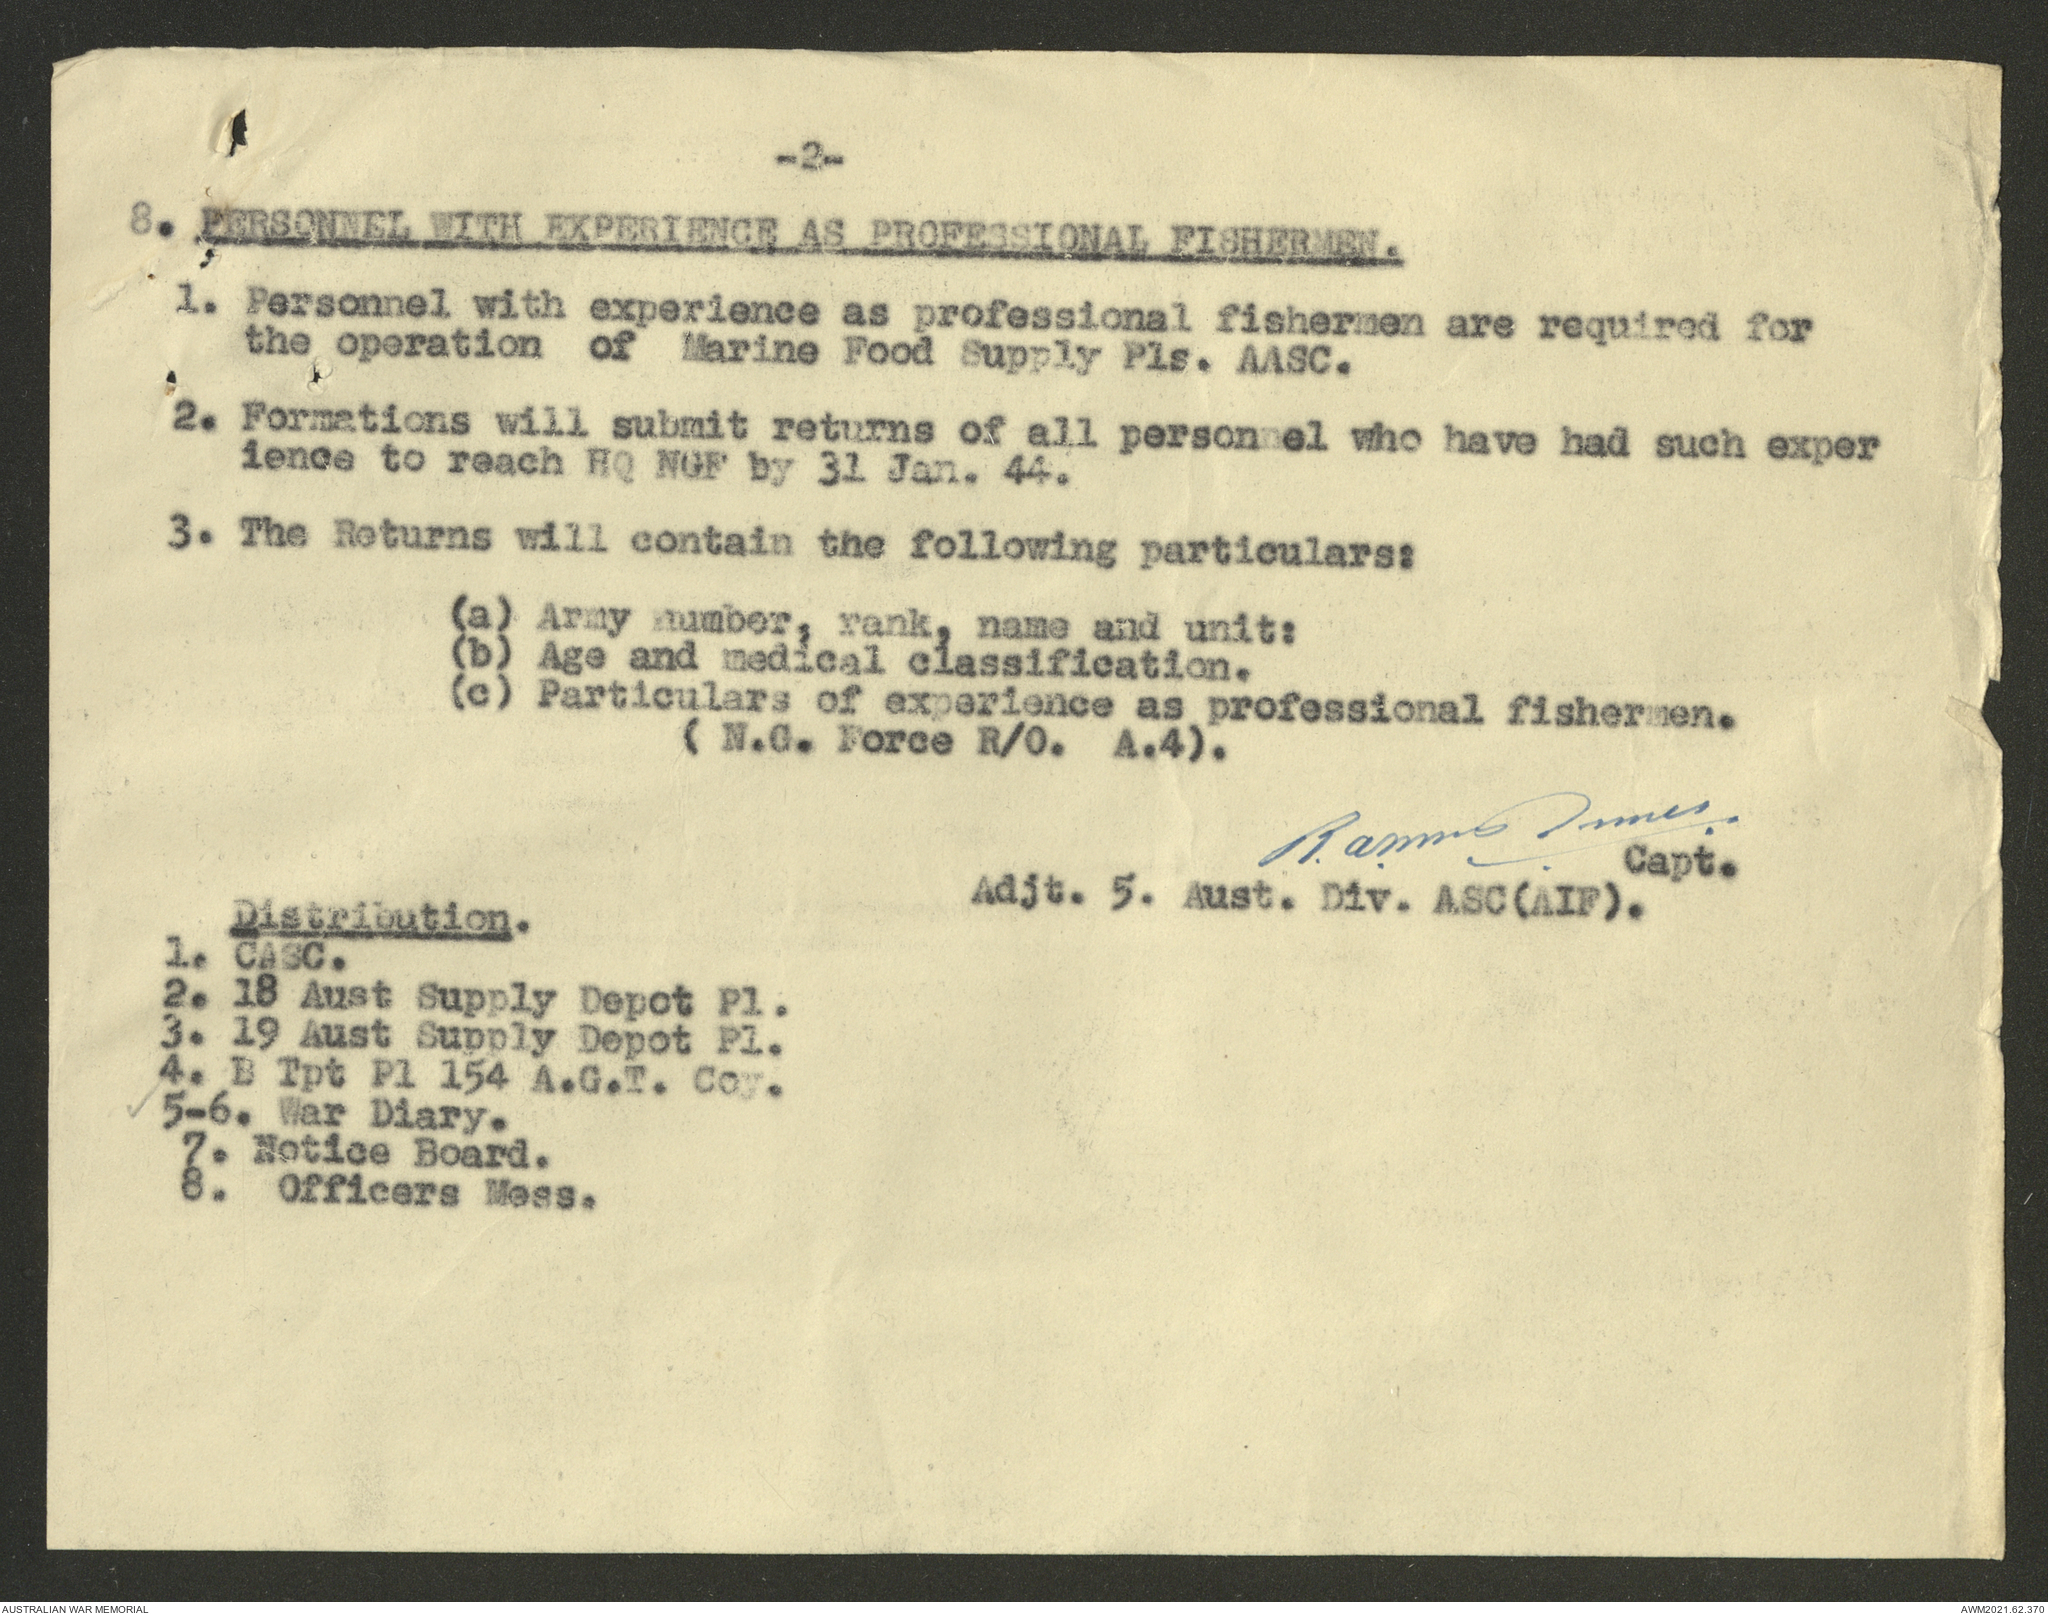 -2-
8. PERSONNEL WITH EXPERIENCE AS PROFESSIONAL FISHERMEN.
1. Personnel with experience as professional fishermen are required for
the operation of Marine Food Supply Pls. AASC.
2. Formations will submit returns of all personnel who have had such exper
ience to reach HQ NGF by 31 Jan. 44.
3. The Returns will contain the following particulars:
(a) Army number, rank, name and unit:
(b) Age and medical classification.
(c) Particulars of experience as professional fishermen.
( N.G. Force R/O. A.4).
Capt.
Adjt. 5. Aust. Div. ASC(AIF).
Distribution.
1. CASC.
2. 18 Aust Supply Depot Pl.
3. 19 Aust Supply Depot Pl.
4. B Tpt Pl 154 A.G.T. Coy.
5-6. War Diary.
7. Notice Board.
8. Officers Mess.
AUSTRALIAN WAR MEMORIAL
AWM2021.62.370